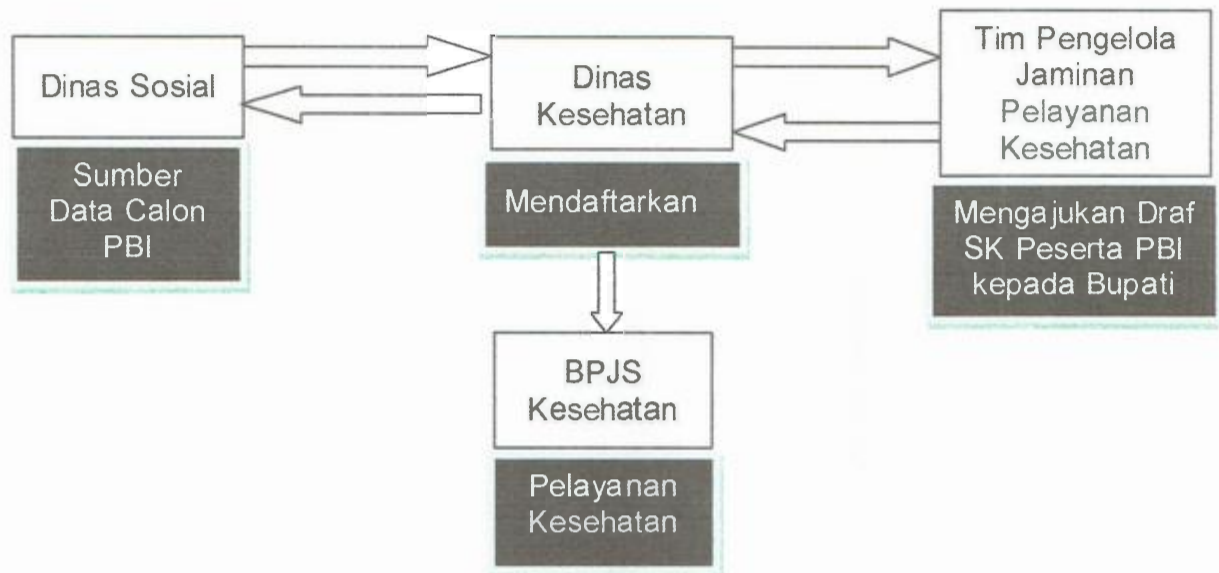 Dinas Sosial
Sumber
Data Calon
PBI
Dinas
Kesehatan
Mendaftarkan
Tim Pengelola
Jaminan
Pelayanan
Kesehatan
Mengajukan Draf
SK Peserta PBI
kepada Bupati
BPJS
Kesehatan
Pelayanan
Kesehatan